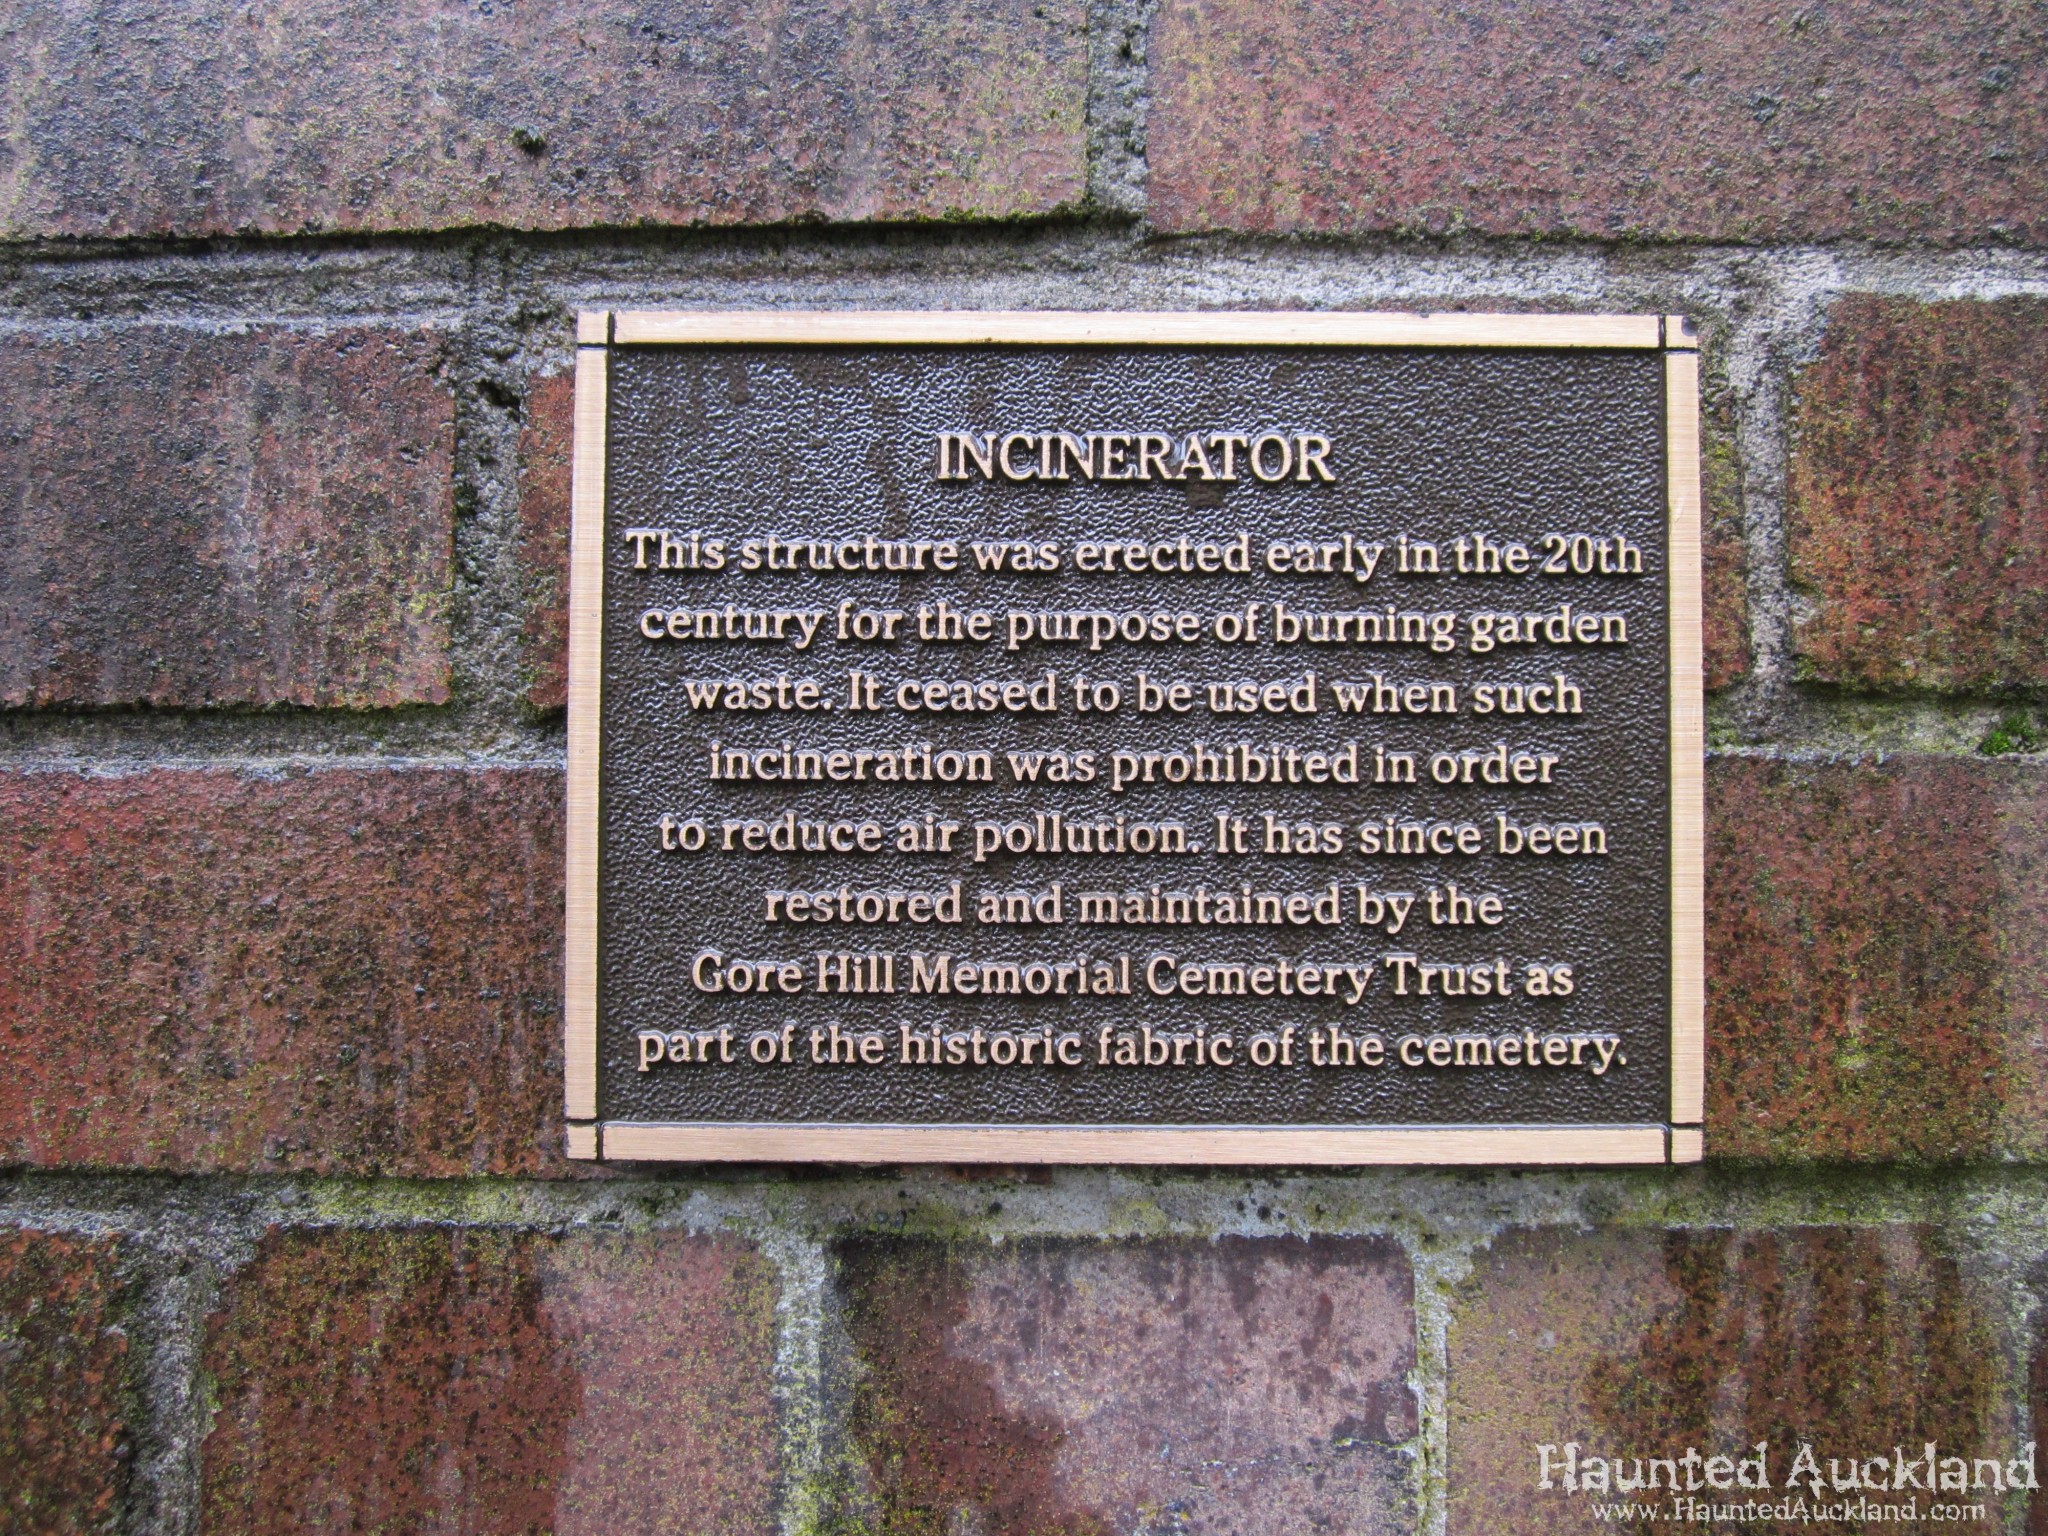 INCINERATOR
This structure was erected early in the 20th
century for the purpose of burning garden
waste. It ceased to be used when such
incineration was prohibited in order
to reduce air pollution. It has since been
restored and maintained by the
Gore Hill Memorial Cemetery Trust as
part of the historic fabric of the cemetery.
Haunted Auckland
www.HauntedAuckland.com